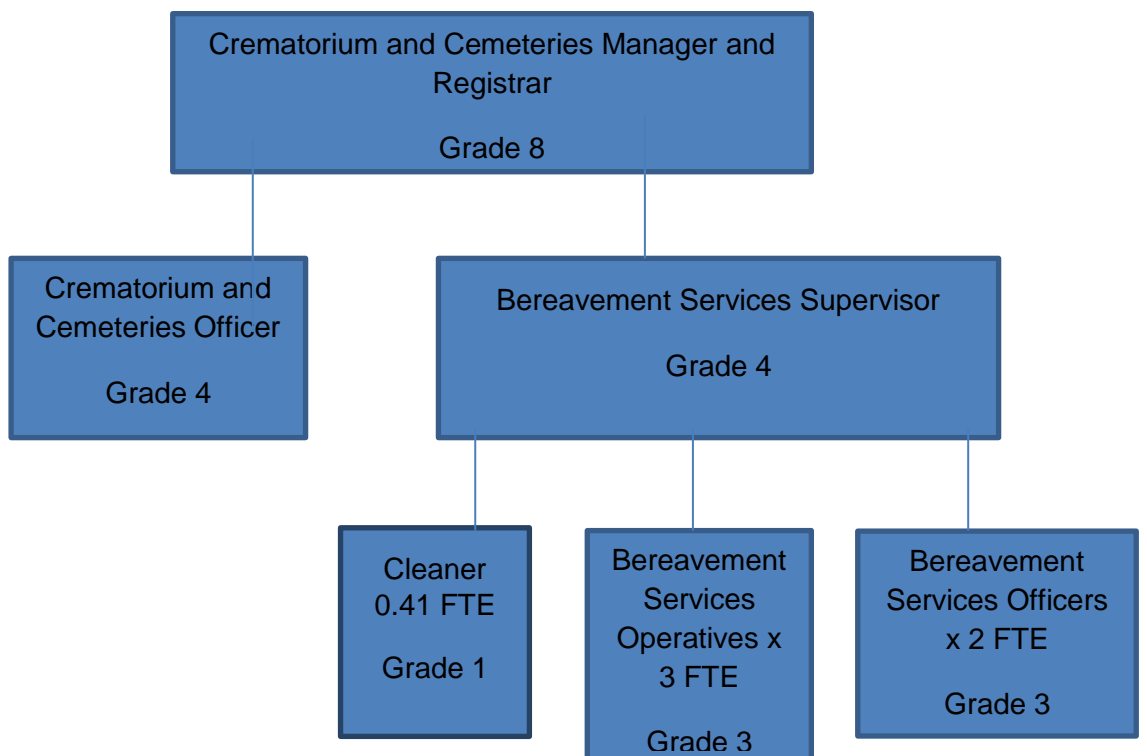 Crematorium and Cemeteries Manager and
Registrar
Grade 8
Crematorium and
Cemeteries Officer
Grade 4
Bereavement Services Supervisor
Grade 4
Cleaner
0.41 FTE
Grade 1
Bereavement
Services
Operatives x
3 FTE
Grade 3
Bereavement
Services Officers
x 2 FTE
Grade 3